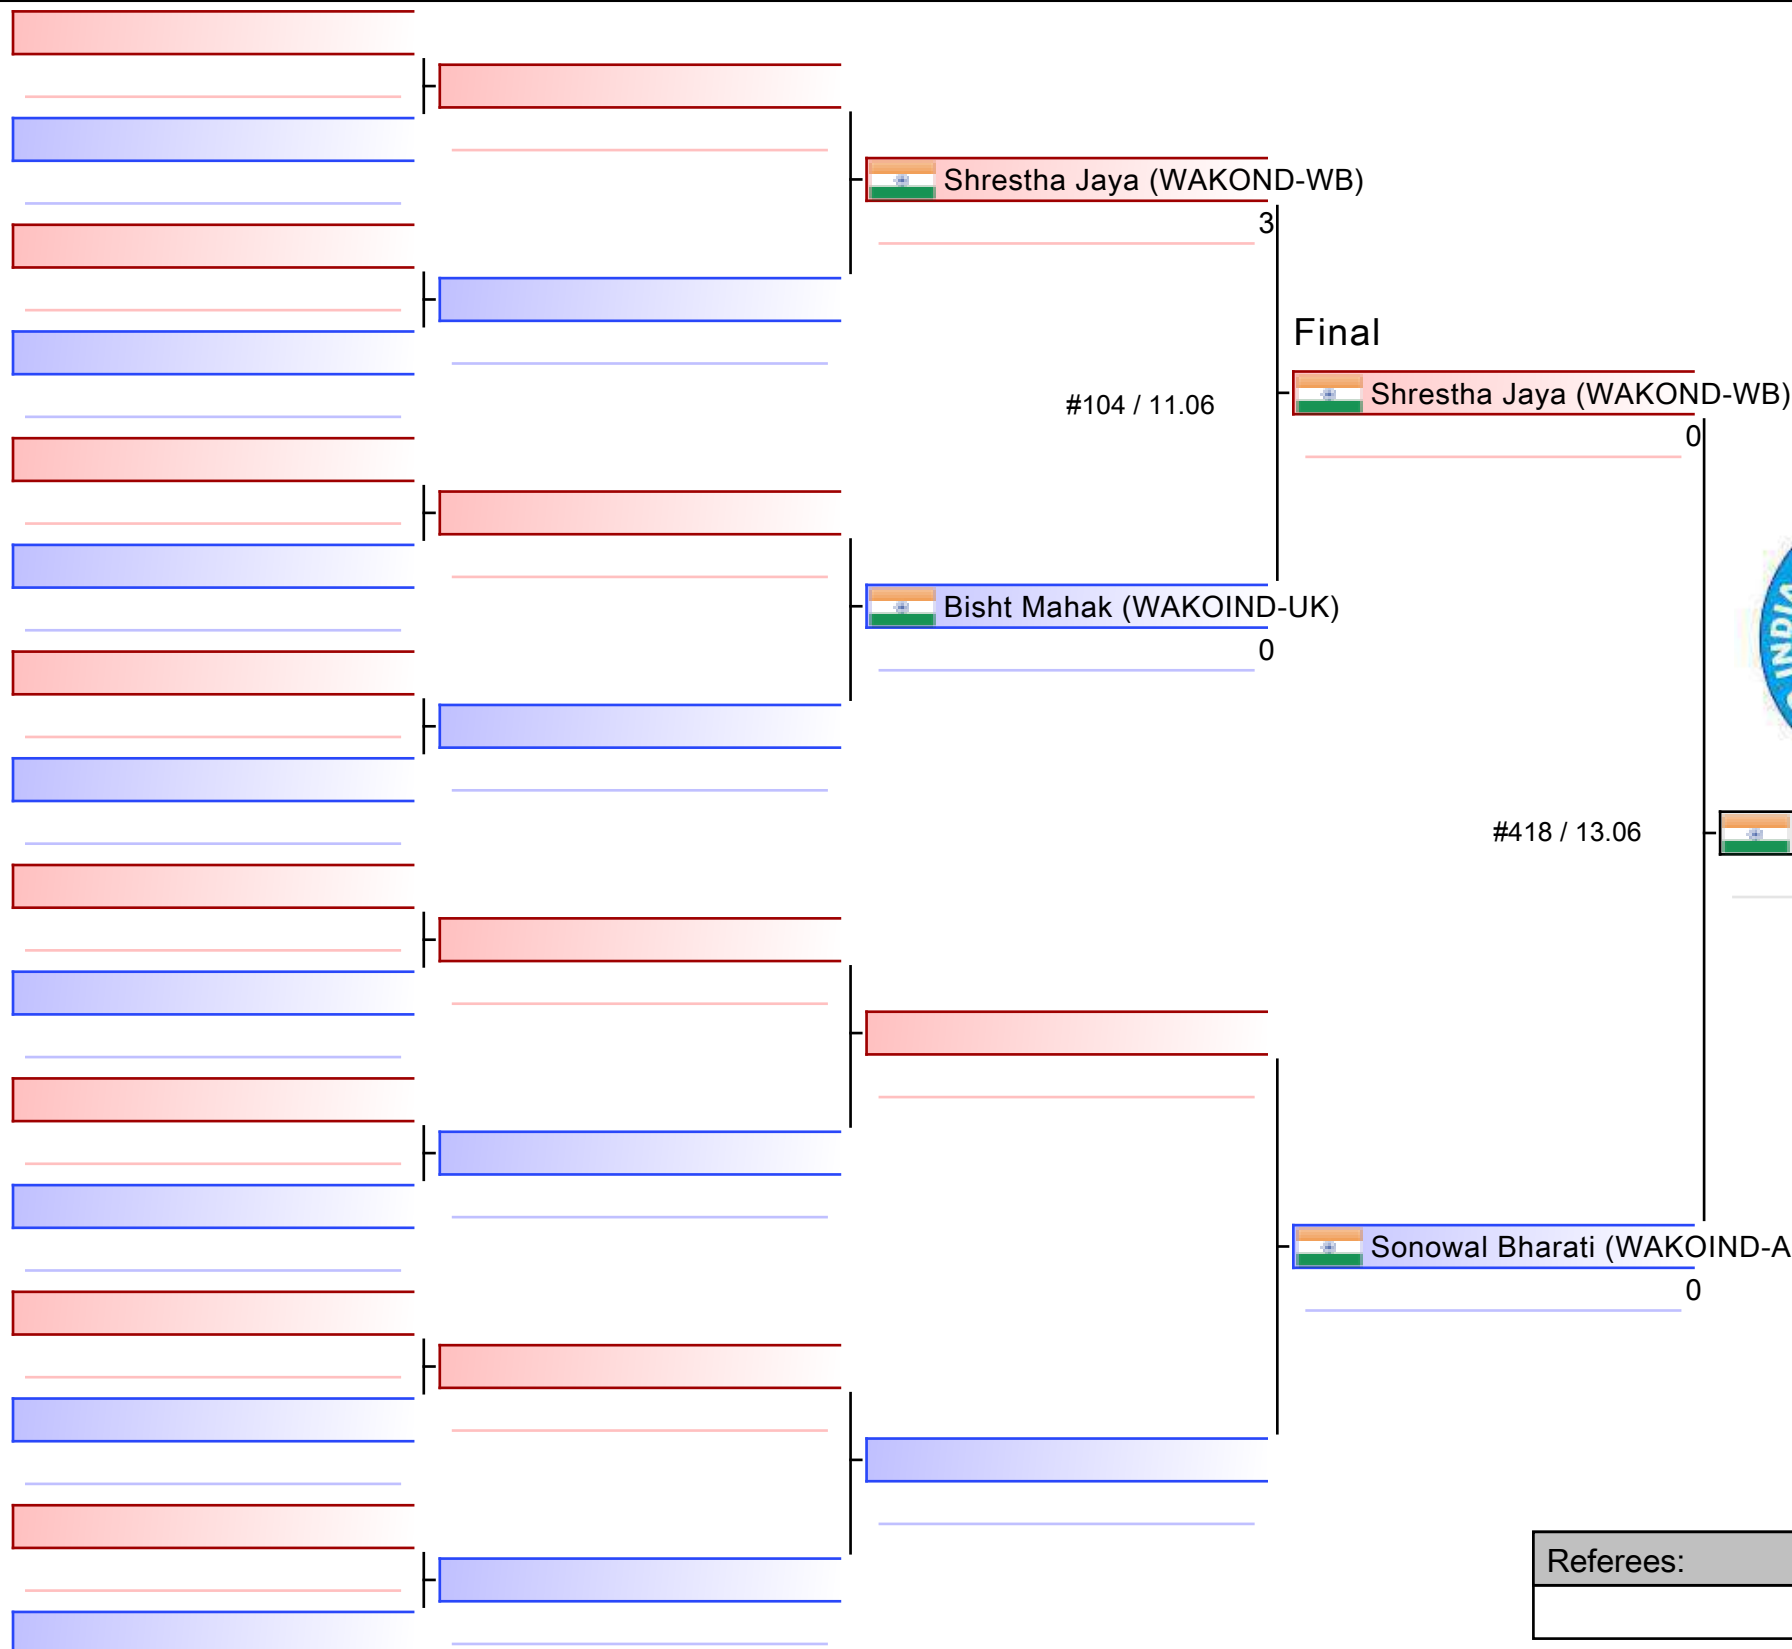 Shrestha Jaya (WAKOND-WB)
3
Final
#104 / 11.06
Shrestha Jaya (WAKOND-WB)
0
Bisht Mahak (WAKOIND-UK)
0
INDIA
#418 / 13.06
Sonowal Bharati (WAKOIND-A
0
Referees: